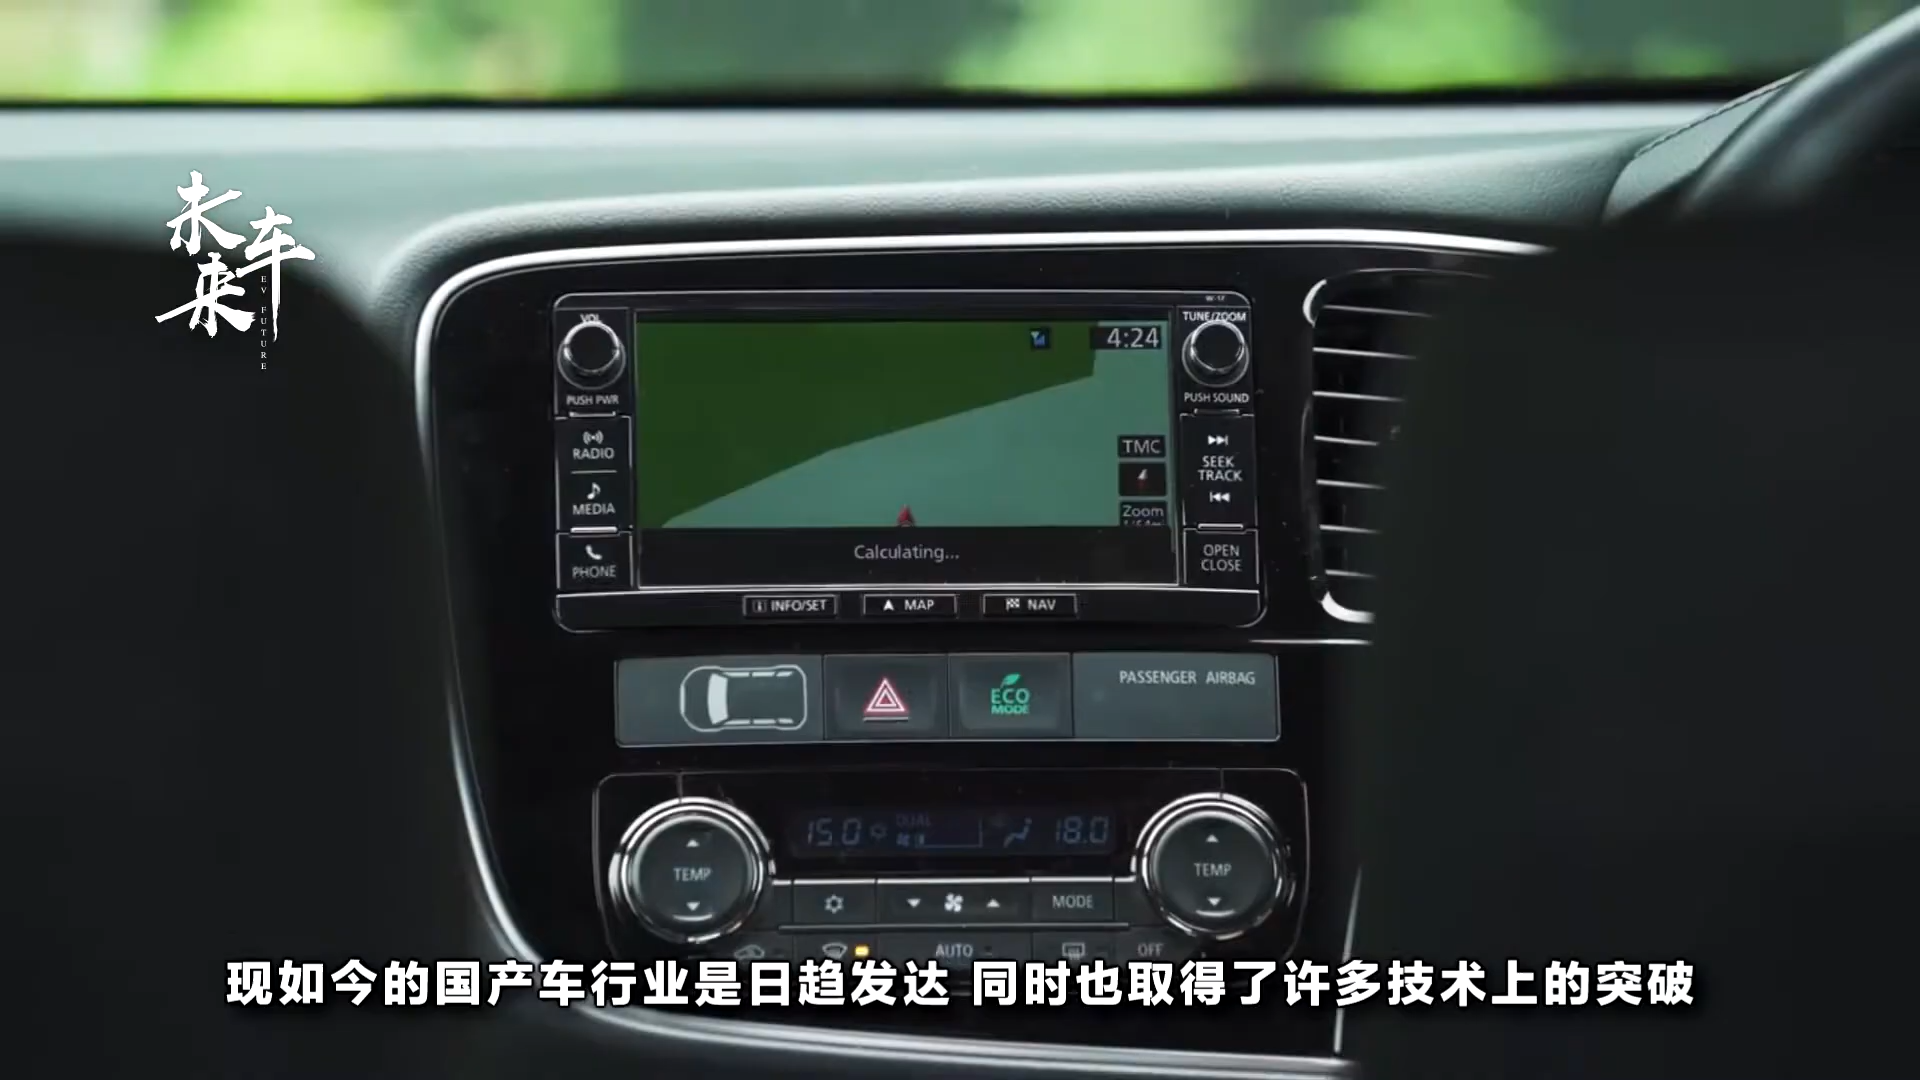 未来车
EV FUTURE
VOL
PUSH PWR
RADIO
MEDIA
PHONE
4:24
TMC
Zoom
Calculating...
TUNE/ZOOM
PUSH SOUND
SEEK
TRACK
OPEN
CLOSE
INFO/SET
MAP
NAV
ECO
MODE
PASSENGER AIRBAG
15.0
DUAL
18.0
TEMP
TEMP
MODE
AUTO
OFF
现如今的国产车行业是日趋发达 同时也取得了许多技术上的突破